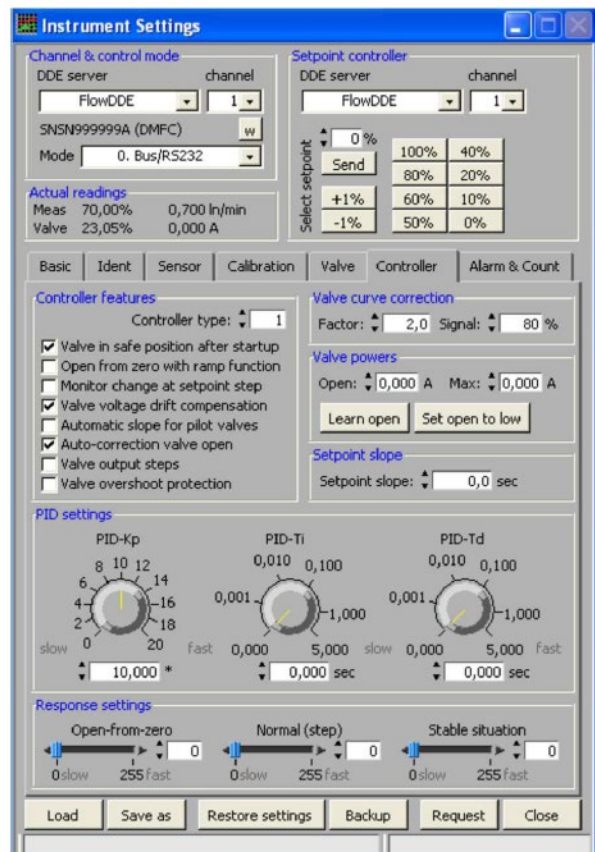 Instrument Settings
Channel & control mode
DDE server channel
FlowDDE 1
SNSN999999A (DMFC) w
Mode 0. Bus/RS232
Actual readings
Meas 70,00% 0,700 ln/min
Valve 23,05% 0,000 A
Setpoint controller
DDE server channel
FlowDDE 1
Select setpoint
0 %
Send
+1%
-1%
100% 40%
80% 20%
60% 10%
50% 0%
Basic Ident Sensor Calibration Valve Controller Alarm & Count
Controller features
Controller type: 1
Valve in safe position after startup
Open from zero with ramp function
Monitor change at setpoint step
Valve voltage drift compensation
Automatic slope for pilot valves
Auto-correction valve open
Valve output steps
Valve overshoot protection
Valve curve correction
Factor: 2,0 Signal: 80 %
Valve powers
Open: 0,000 A Max: 0,000 A
Learn open Set open to low
Setpoint slope
Setpoint slope: 0,0 sec
PID settings
PID-Kp
0 2 4 6 8 10 12 14 16 18 20
slow fast
10,000 *
PID-Ti
0,000 0,001 0,010 0,100 1,000 5,000
slow
0,000 sec
PID-Td
0,000 0,001 0,010 0,100 1,000 5,000
fast
0,000 sec
Response settings
Open-from-zero
0
0 slow 255 fast
Normal (step)
0
0 slow 255 fast
Stable situation
0
0 slow 255 fast
Load Save as Restore settings Backup Request Close